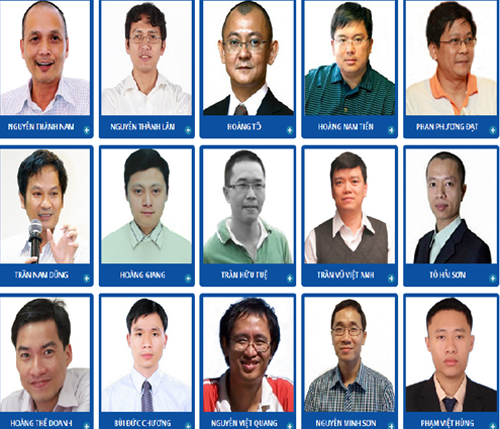 NGUYỄN THÀNH NAM
NGUYỄN THÀNH LÂM
HOÀNG TÔ
HOÀNG NAM TIẾN
PHAN PHƯƠNG ĐẠT
TRẦN NAM DŨNG
HOÀNG GIANG
TRẦN HỮU TUỆ
TRẦN VŨ VIỆT ANH
TÔ HẢI SƠN
HOÀNG THẾ DOANH
BÙI ĐỨC CHƯƠNG
NGUYỄN VIỆT QUANG
NGUYỄN MINH SƠN
PHẠM VIỆT HÙNG